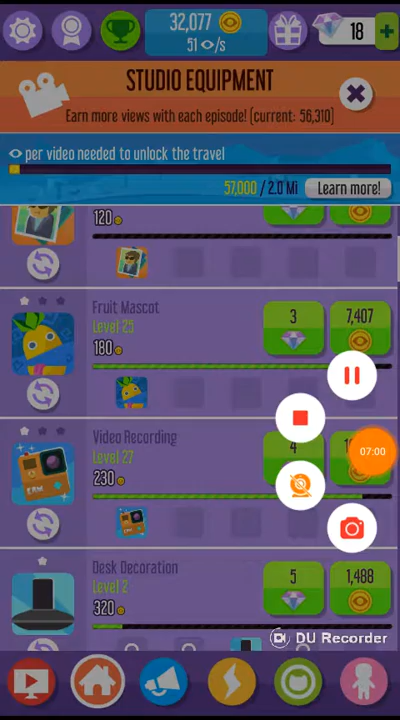 32,077
51 /s
18
STUDIO EQUIPMENT
Earn more views with each episode! (current: 56,310)
per video needed to unlock the travel
57,000 / 2.0 Mi
Learn more!
120
Fruit Mascot
Level 25
180
3
7,407
Video Recording
Level 27
230
4
07:00
Desk Decoration
Level 2
320
5
1,488
DU Recorder